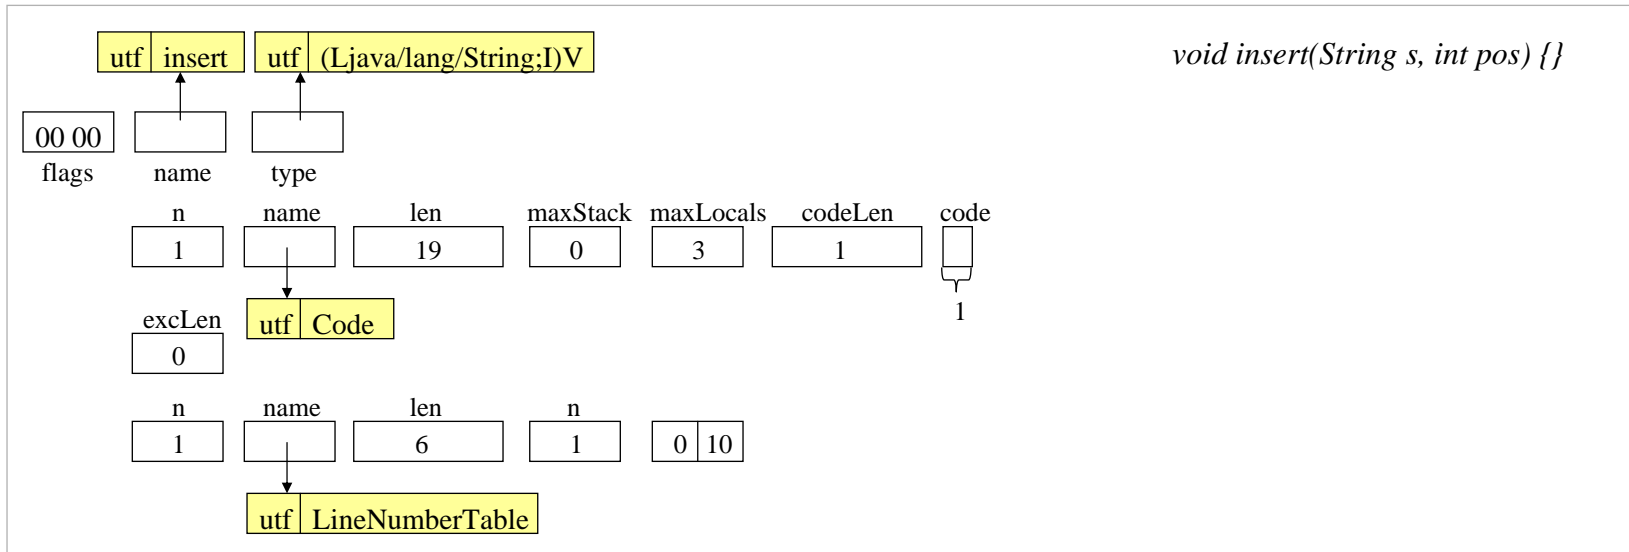 utf insert utf (Ljava/lang/String;I)V void insert(String s, int pos) {}
00 00
flags name type
n name len maxStack maxLocals codeLen code
1 19 0 3 1
utf Code 1
excLen
0
n name len n
1 6 1 0 10
utf LineNumberTable